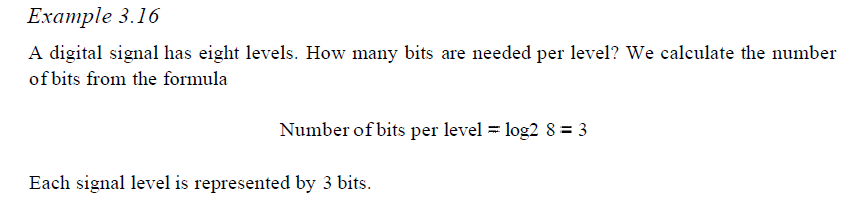 Example 3.16
A digital signal has eight levels. How many bits are needed per level? We calculate the number
of bits from the formula
Number of bits per level = log2 8 = 3
Each signal level is represented by 3 bits.